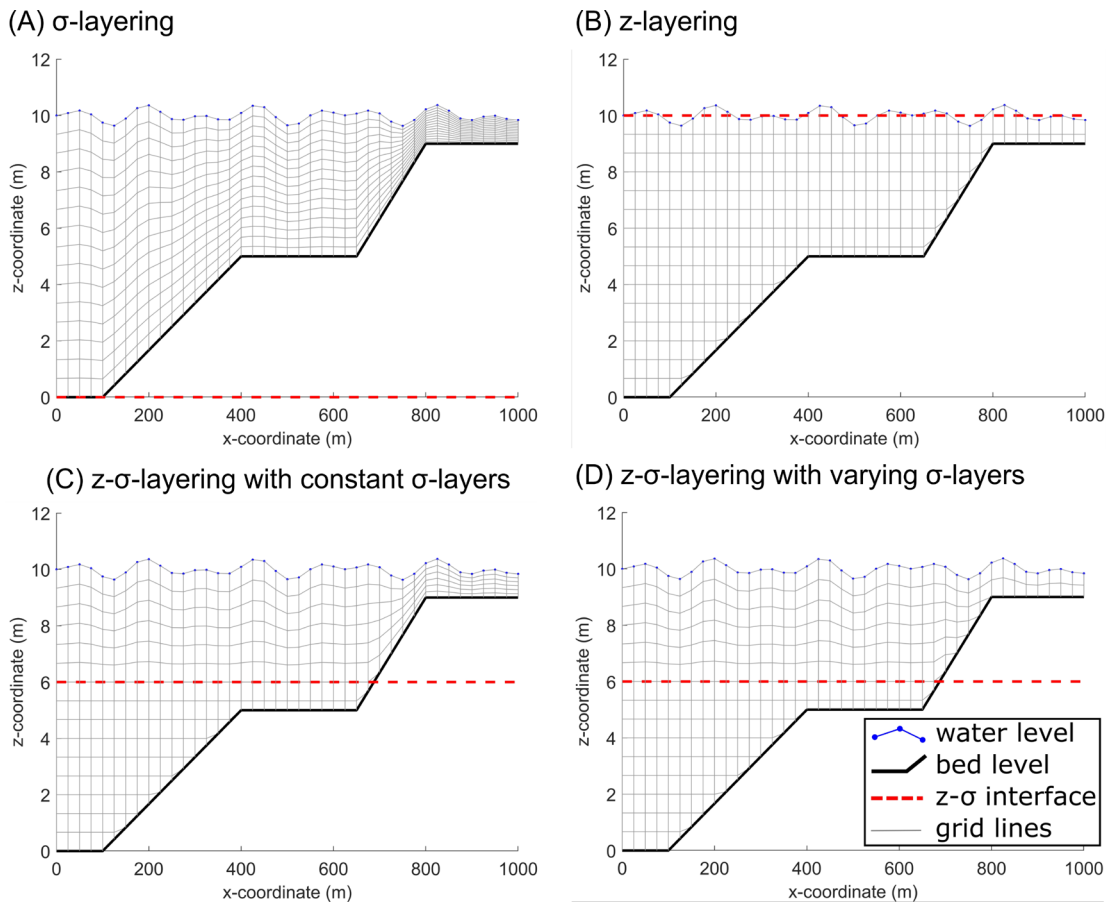 (A) σ-layering
12
10
8
6
4
2
0
z-coordinate (m)
0 200 400 600 800 1000
x-coordinate (m)
(B) z-layering
12
10
8
6
4
2
0
z-coordinate (m)
0 200 400 600 800 1000
x-coordinate (m)
(C) z-σ-layering with constant σ-layers
12
10
8
6
4
2
0
z-coordinate (m)
0 200 400 600 800 1000
x-coordinate (m)
(D) z-σ-layering with varying σ-layers
12
10
8
6
4
2
0
z-coordinate (m)
0 200 400 600 800 1000
x-coordinate (m)
water level
bed level
z-σ interface
grid lines